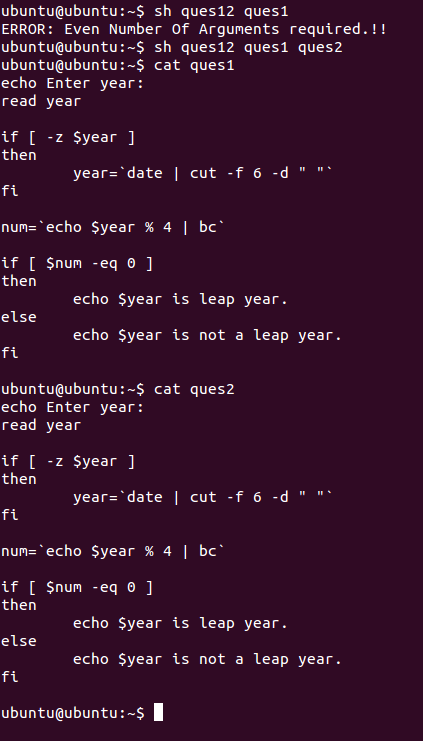 ubuntu@ubuntu:~$ sh ques12 ques1
ERROR: Even Number Of Arguments required.!!
ubuntu@ubuntu:~$ sh ques12 ques1 ques2
ubuntu@ubuntu:~$ cat ques1
echo Enter year:
read year

if [ -z $year ]
then
        year=`date | cut -f 6 -d " "`
fi

num=`echo $year % 4 | bc`

if [ $num -eq 0 ]
then
        echo $year is leap year.
else
        echo $year is not a leap year.
fi

ubuntu@ubuntu:~$ cat ques2
echo Enter year:
read year

if [ -z $year ]
then
        year=`date | cut -f 6 -d " "`
fi

num=`echo $year % 4 | bc`

if [ $num -eq 0 ]
then
        echo $year is leap year.
else
        echo $year is not a leap year.
fi

ubuntu@ubuntu:~$